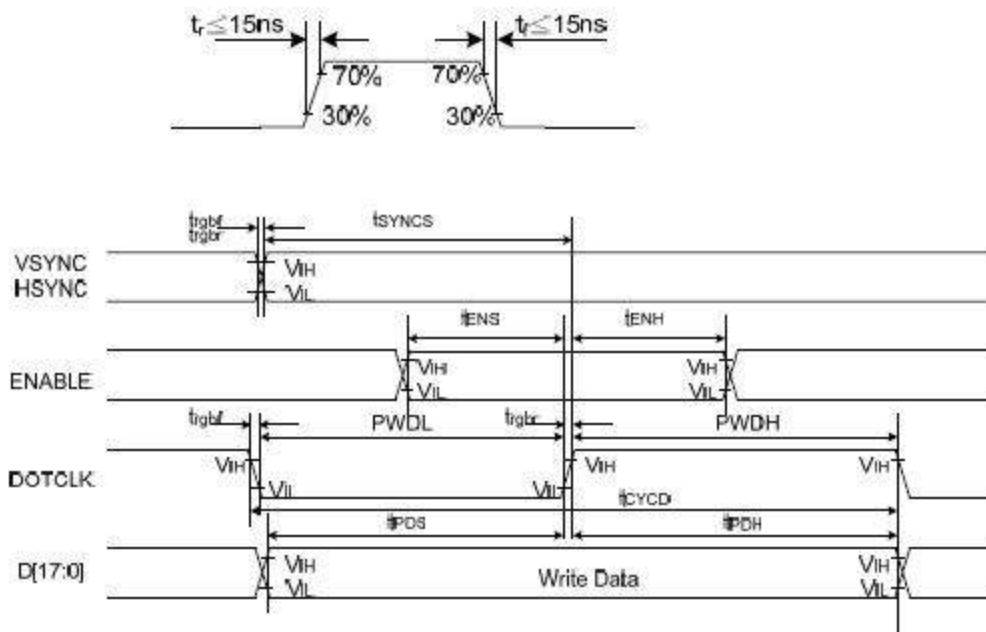 tr≤15ns tf≤15ns
70% 70%
30% 30%
trgbf tSYNCS
trgbr
VSYNC VIH
HSYNC VIL
tENS tENH
ENABLE VIH VIH
VIL VIL
trgbf PWDL trgbr PWDH
VIH VIH VIH
DOTCLK VIL VIL
tCYCD
tPDS tPDH
D[17:0] VIH Write Data VIH
VIL VIL